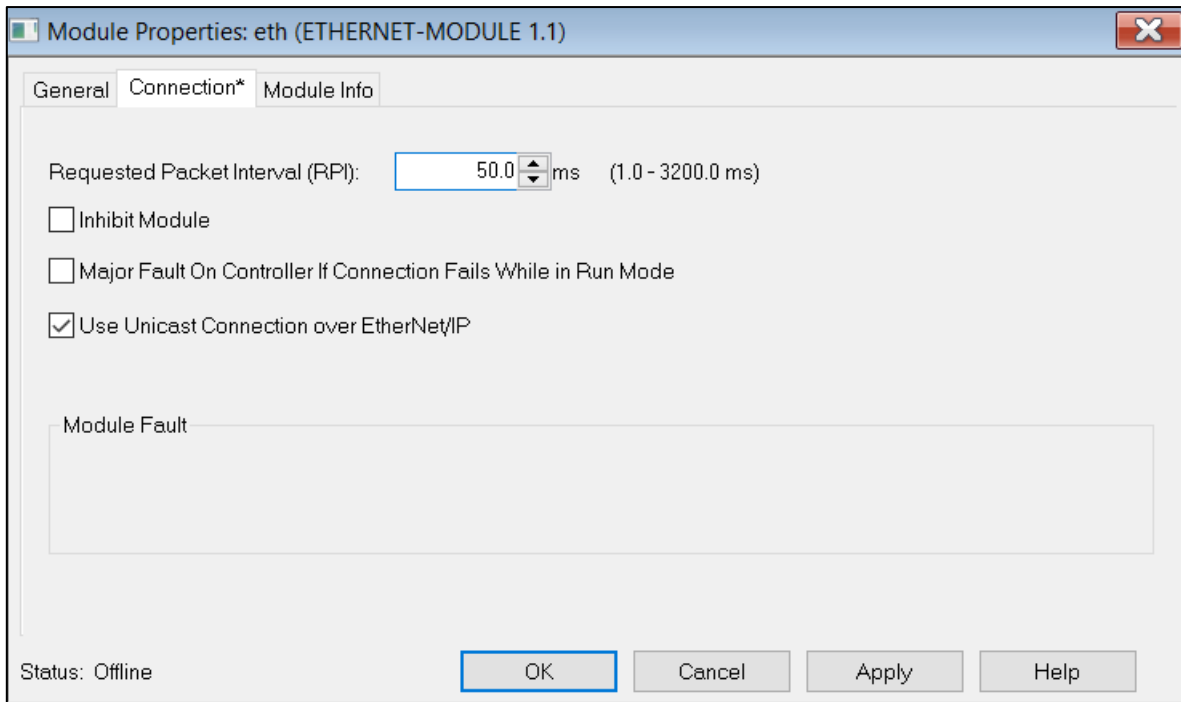 Module Properties: eth (ETHERNET-MODULE 1.1)
General Connection* Module Info
Requested Packet Interval (RPI): 50.0 ms (1.0 - 3200.0 ms)
Inhibit Module
Major Fault On Controller If Connection Fails While in Run Mode
Use Unicast Connection over EtherNet/IP
Module Fault
Status: Offline OK Cancel Apply Help